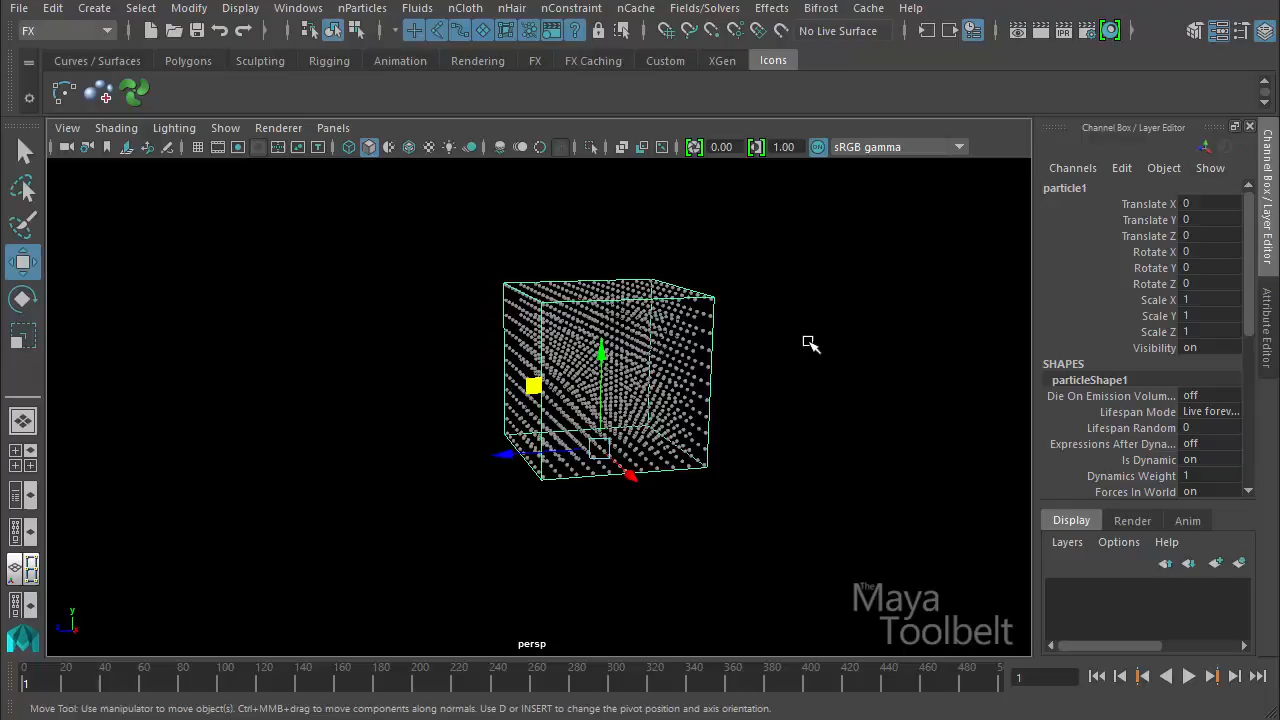 File Edit Create Select Modify Display Windows nParticles Fluids nCloth nHair nConstraint nCache Fields/Solvers Effects Bifrost Cache Help
FX No Live Surface IPR
Curves / Surfaces Polygons Sculpting Rigging Animation Rendering FX FX Caching Custom XGen Icons
View Shading Lighting Show Renderer Panels
0.00 1.00 ON sRGB gamma
Channel Box / Layer Editor
Channels Edit Object Show
particle1
Translate X 0
Translate Y 0
Translate Z 0
Rotate X 0
Rotate Y 0
Rotate Z 0
Scale X 1
Scale Y 1
Scale Z 1
Visibility on
SHAPES
particleShape1
Die On Emission Volum... off
Lifespan Mode Live forev...
Lifespan Random 0
Expressions After Dyna... off
Is Dynamic on
Dynamics Weight 1
Forces In World on
Display Render Anim
Layers Options Help
Channel Box / Layer Editor
Attribute Editor
y
z x
persp
The
Maya
Toolbelt
0 20 40 60 80 100 120 140 160 180 200 220 240 260 280 300 320 340 360 380 400 420 440 460 480 5
1 1
Move Tool: Use manipulator to move object(s). Ctrl+MMB+drag to move components along normals. Use D or INSERT to change the pivot position and axis orientation.